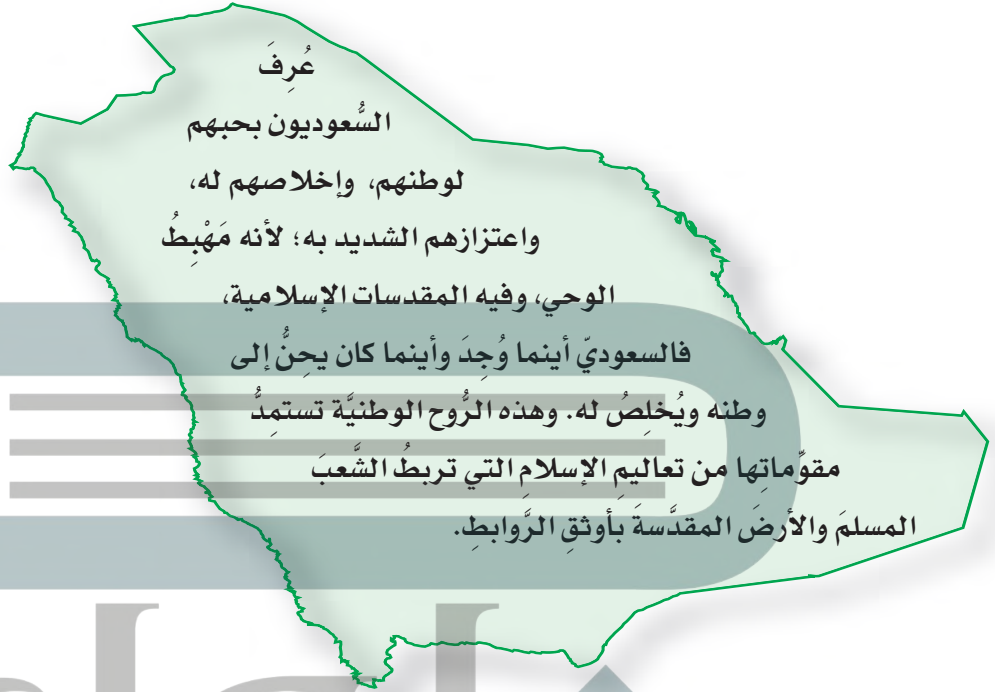 عُرِفَ
السُّعوديون بحبهم
لوطنهم، وإخلاصهم له،
واعتزازهم الشديد به؛ لأنه مَهْبِطُ
الوحي، وفيه المقدسات الإسلامية،
فالسعوديّ أينما وُجِدَ وأينما كان يحِنُّ إلى
وطنه ويُخلِصُ له. وهذه الرُّوح الوطنيَّة تستمِدُّ
مقوِّماتِها من تعاليمِ الإسلامِ التي تربطُ الشَّعبَ
المسلمَ والأرضَ المقدَّسةَ بأوثقِ الرَّوابطِ.